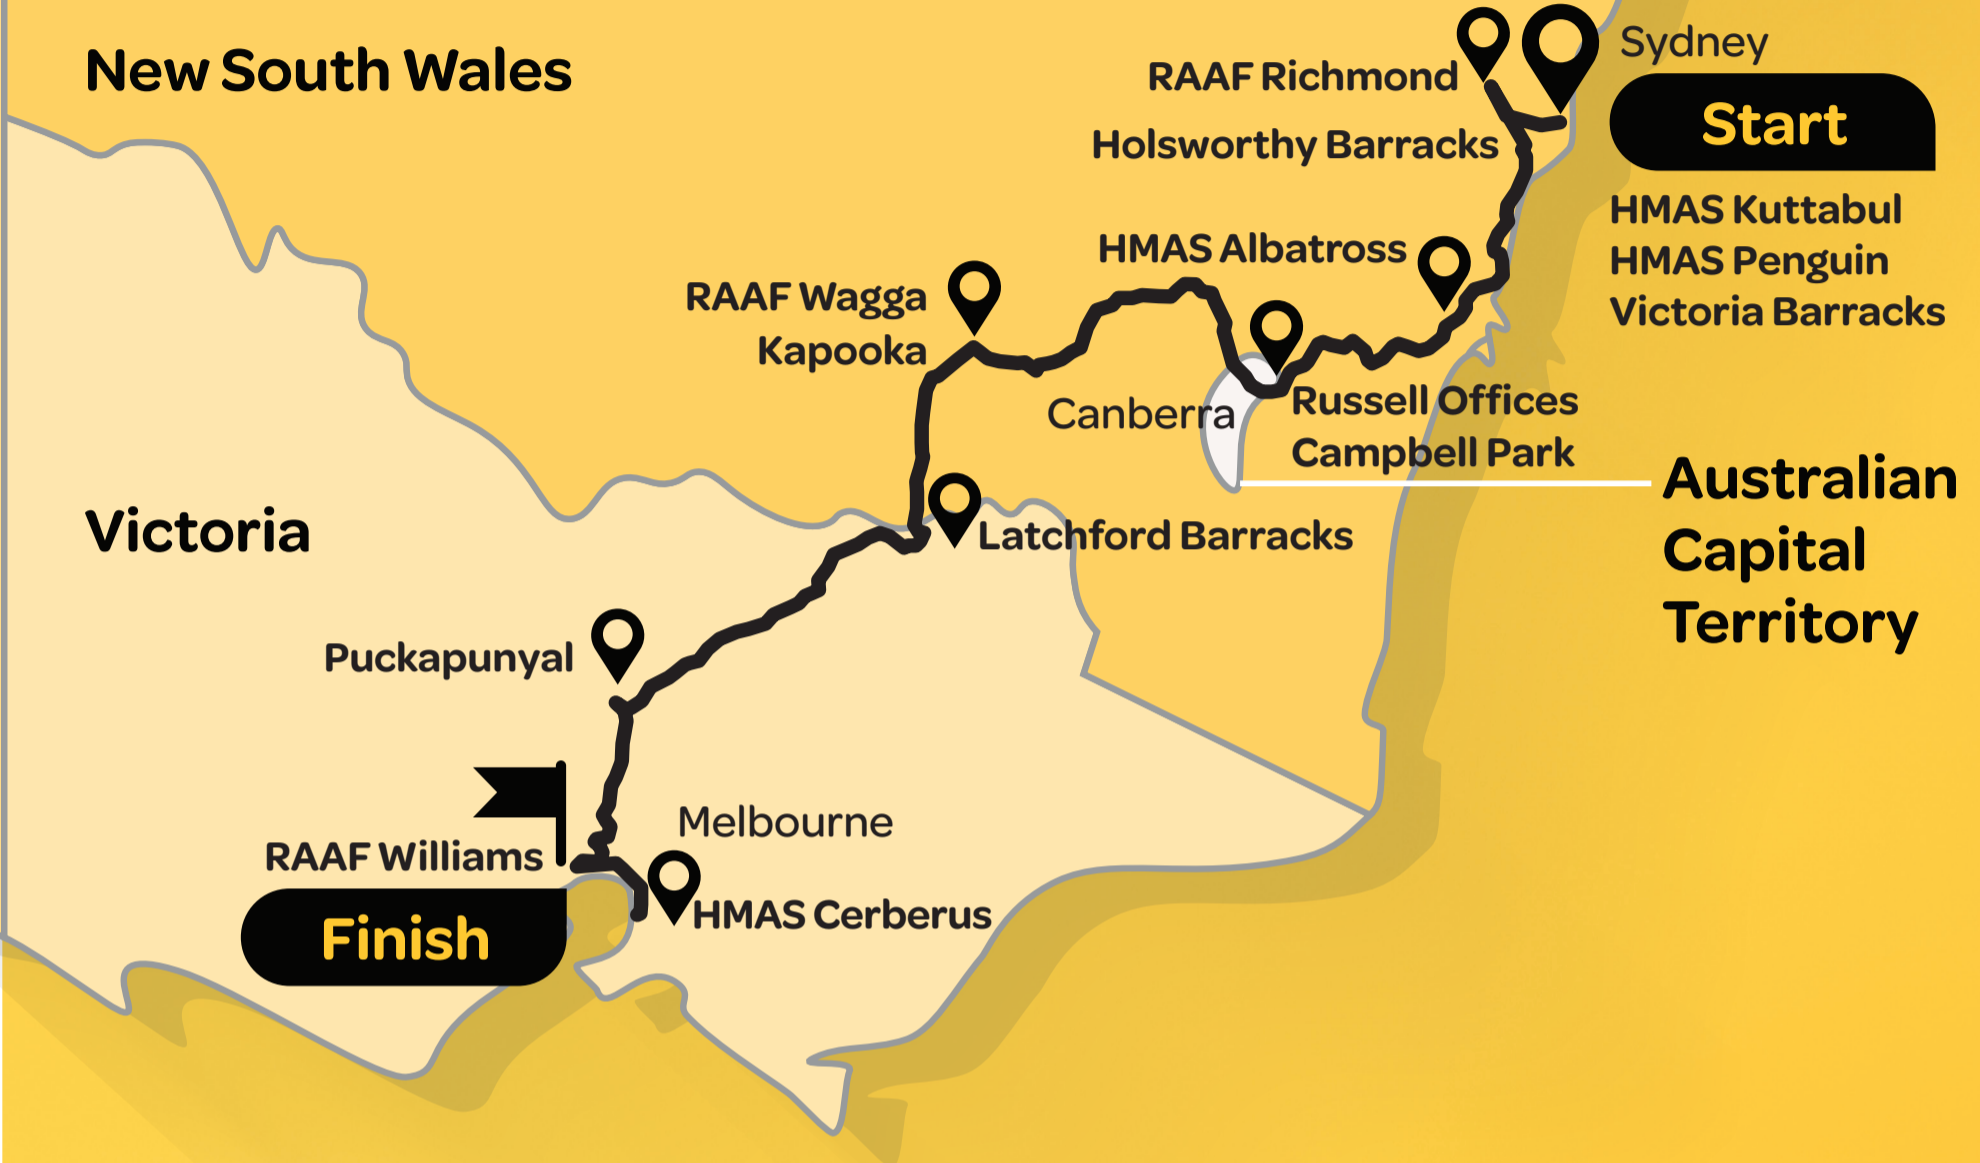 New South Wales
Sydney
RAAF Richmond
Start
Holsworthy Barracks
HMAS Kuttabul
HMAS Penguin
Victoria Barracks
HMAS Albatross
RAAF Wagga
Kapooka
Canberra
Russell Offices
Campbell Park
Australian
Capital
Territory
Victoria
Latchford Barracks
Puckapunyal
Melbourne
RAAF Williams
HMAS Cerberus
Finish